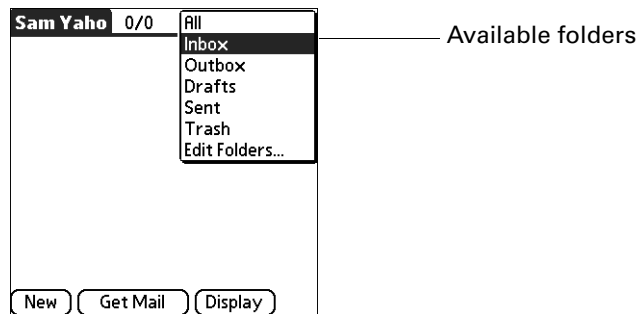 Sam Yaho 0/0 All
Inbox
Available folders
Outbox
Drafts
Sent
Trash
Edit Folders...
New Get Mail Display